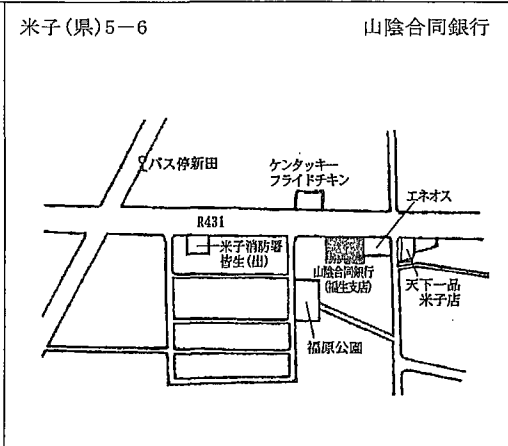 米子(県)5-6
山陰合同銀行
バス停新田
ケンタッキー
フライドチキン
エネオス
R431
米子消防署
皆生(出)
山陰合同銀行
(福生支店)
天下一品
米子店
福原公園